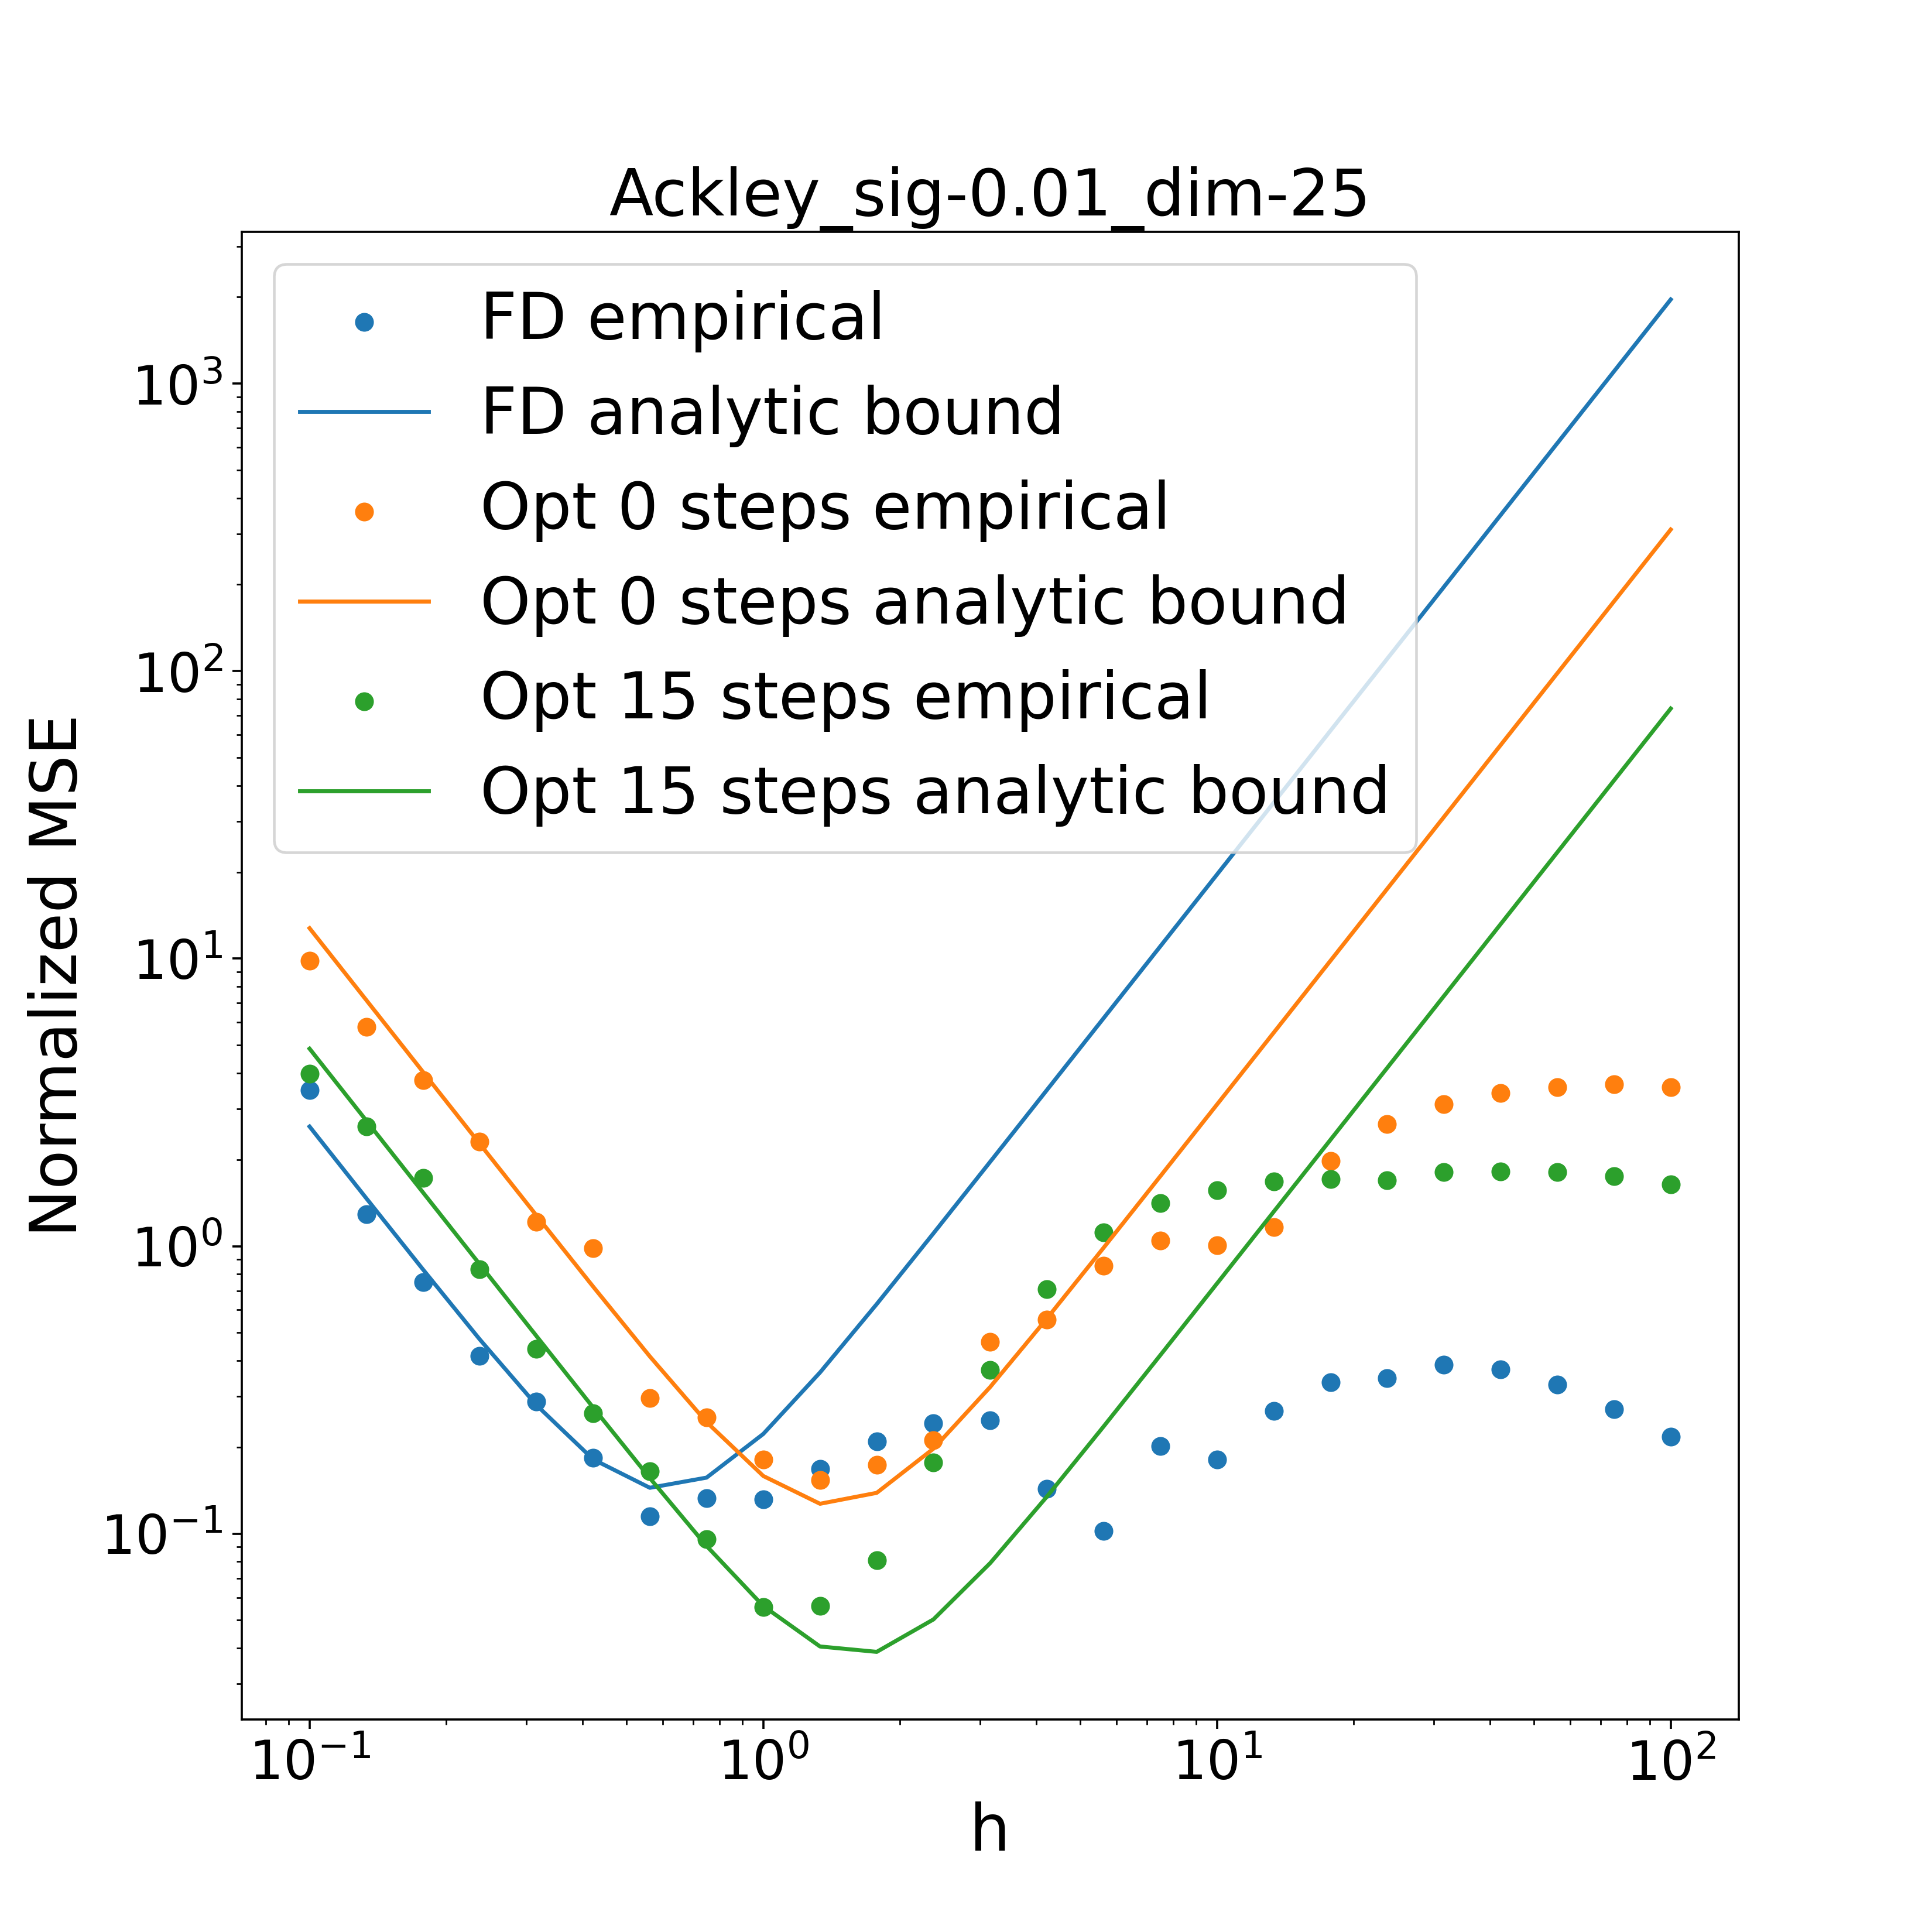 Ackley_sig-0.01_dim-25
FD empirical
FD analytic bound
Opt 0 steps empirical
Opt 0 steps analytic bound
Opt 15 steps empirical
Opt 15 steps analytic bound
Normalized MSE
10³
10²
10¹
10⁰
10⁻¹
10⁻¹ 10⁰ 10¹ 10²
h